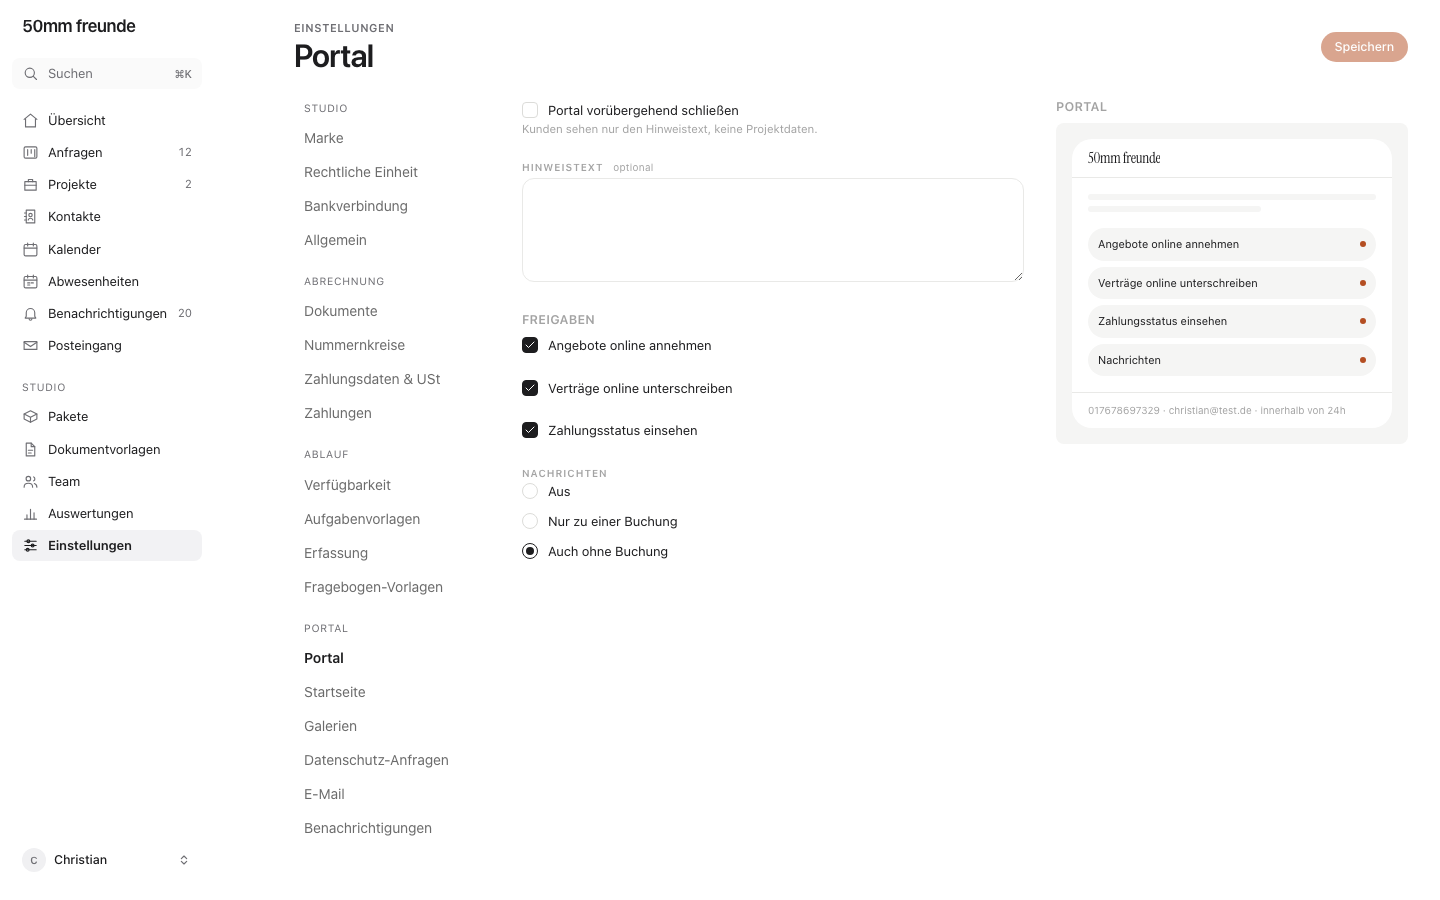 50mm freunde
Suchen ⌘K
Übersicht
Anfragen 12
Projekte 2
Kontakte
Kalender
Abwesenheiten
Benachrichtigungen 20
Posteingang
STUDIO
Pakete
Dokumentvorlagen
Team
Auswertungen
Einstellungen
C Christian
EINSTELLUNGEN
Portal
Speichern
STUDIO
Marke
Rechtliche Einheit
Bankverbindung
Allgemein
ABRECHNUNG
Dokumente
Nummernkreise
Zahlungsdaten & USt
Zahlungen
ABLAUF
Verfügbarkeit
Aufgabenvorlagen
Erfassung
Fragebogen-Vorlagen
PORTAL
Portal
Startseite
Galerien
Datenschutz-Anfragen
E-Mail
Benachrichtigungen
Portal vorübergehend schließen
Kunden sehen nur den Hinweistext, keine Projektdaten.
HINWEISTEXT optional
FREIGABEN
Angebote online annehmen
Verträge online unterschreiben
Zahlungsstatus einsehen
NACHRICHTEN
Aus
Nur zu einer Buchung
Auch ohne Buchung
PORTAL
50mm freunde
Angebote online annehmen
Verträge online unterschreiben
Zahlungsstatus einsehen
Nachrichten
017678697329 · christian@test.de · innerhalb von 24h